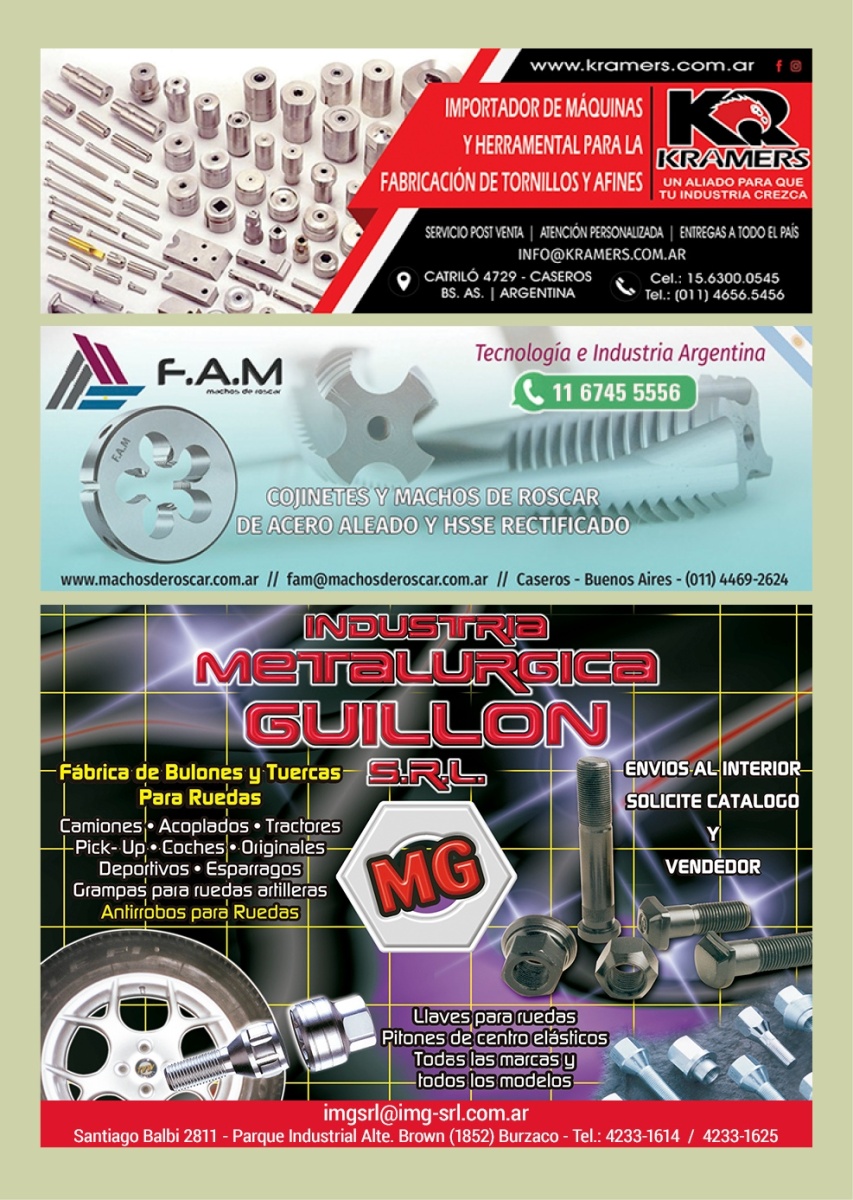 www.kramers.com.ar
IMPORTADOR DE MÁQUINAS
Y HERRAMENTAL PARA LA
FABRICACIÓN DE TORNILLOS Y AFINES
KR
KRAMERS
UN ALIADO PARA QUE
TU INDUSTRIA CREZCA
SERVICIO POST VENTA | ATENCIÓN PERSONALIZADA | ENTREGAS A TODO EL PAÍS
INFO@KRAMERS.COM.AR
CATRILÓ 4729 - CASEROS
BS. AS. | ARGENTINA
Cel.: 15.6300.0545
Tel.: (011) 4656.5456
F.A.M
machos de roscar
Tecnología e Industria Argentina
11 6745 5556
F.A.M
COJINETES Y MACHOS DE ROSCAR
DE ACERO ALEADO Y HSSE RECTIFICADO
www.machosderoscar.com.ar // fam@machosderoscar.com.ar // Caseros - Buenos Aires - (011) 4469-2624
INDUSTRIA
METALURGICA
GUILLON
S.R.L.
Fábrica de Bulones y Tuercas
Para Ruedas
Camiones • Acoplados • Tractores
Pick- Up • Coches • Originales
Deportivos • Esparragos
Grampas para ruedas artilleras
Antirrobos para Ruedas
MG
ENVIOS AL INTERIOR
SOLICITE CATALOGO
Y
VENDEDOR
Llaves para ruedas
Pitones de centro elásticos
Todas las marcas y
todos los modelos
imgsrl@img-srl.com.ar
Santiago Balbi 2811 - Parque Industrial Alte. Brown (1852) Burzaco - Tel.: 4233-1614 / 4233-1625